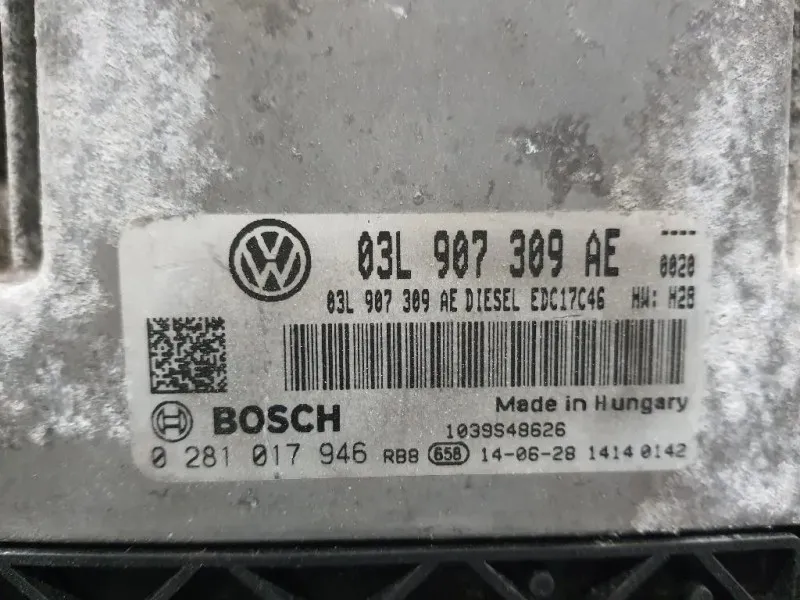 03L 907 309 AE ----
0020
03L 907 309 AE DIESEL EDC17C46 HW: H28
Made in Hungary
BOSCH 1039S48626
0 281 017 946 RB8 658 14-06-28 1414 0142